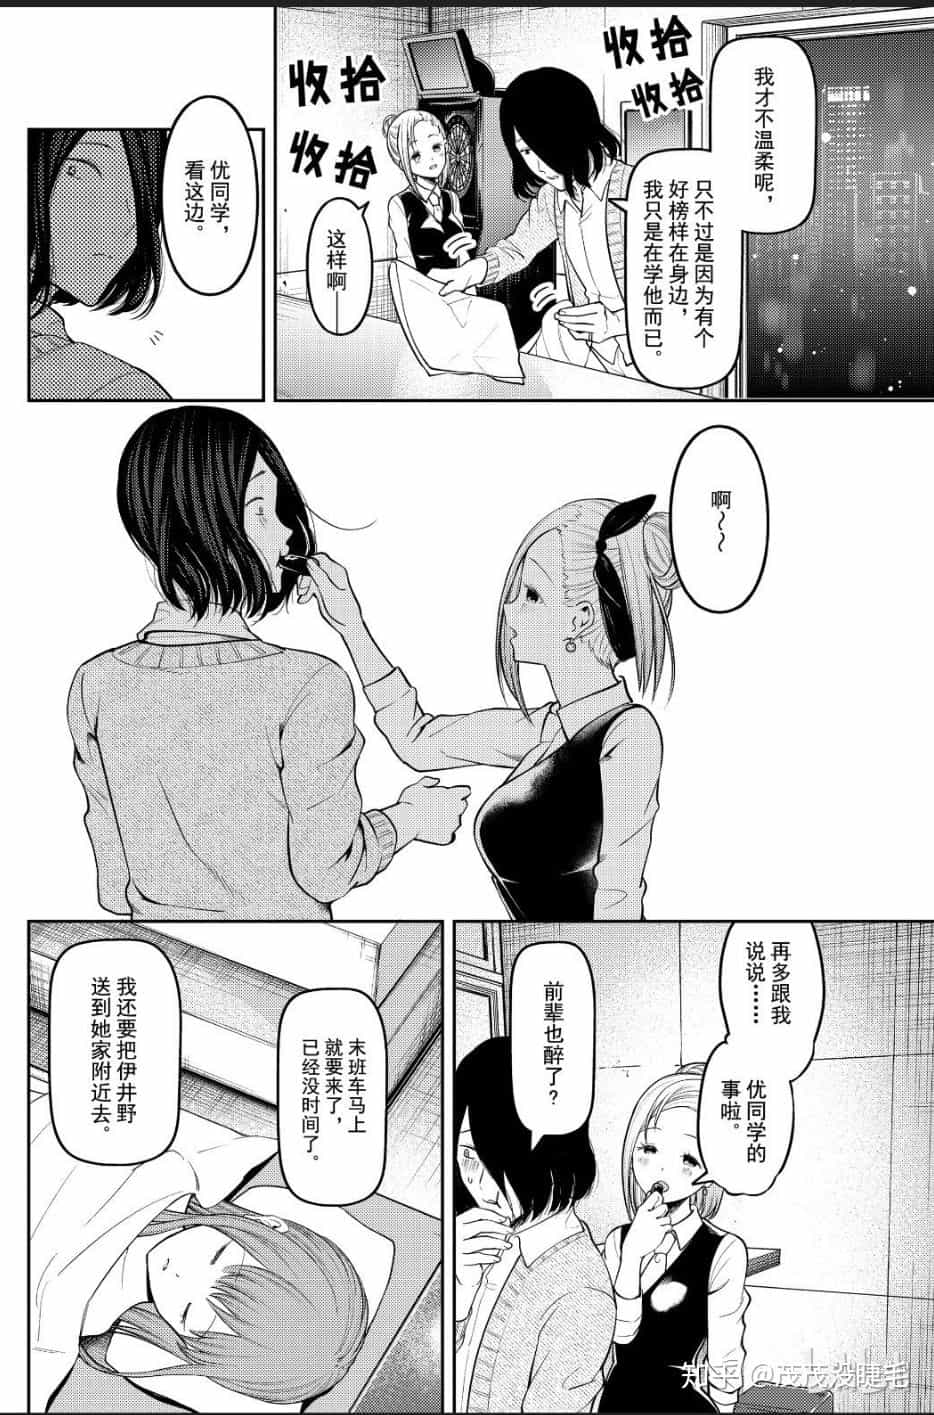 我才不温柔呢，
只不过是因为有个
好榜样在身边，
我只是在学他而已。
收拾
收拾
收拾
收拾
这样啊——
优同学，
看这边。
啊~~
再多跟我
说说……
优同学的
事啦。
前辈也醉了？
末班车马上
就要来了，
已经没时间了。
我还要把伊井野
送到她家附近去。
知乎 @茂茂没睫毛